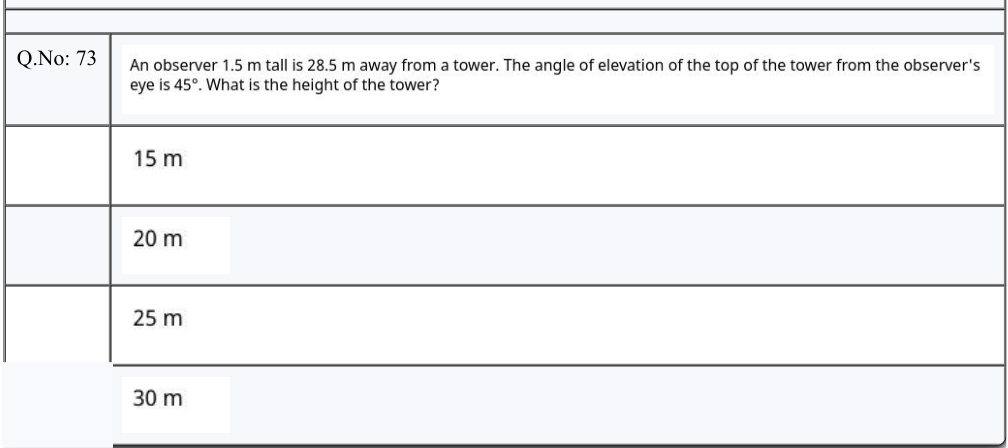 Q.No: 73
An observer 1.5 m tall is 28.5 m away from a tower. The angle of elevation of the top of the tower from the observer's
eye is 45°. What is the height of the tower?
15 m
20 m
25 m
30 m